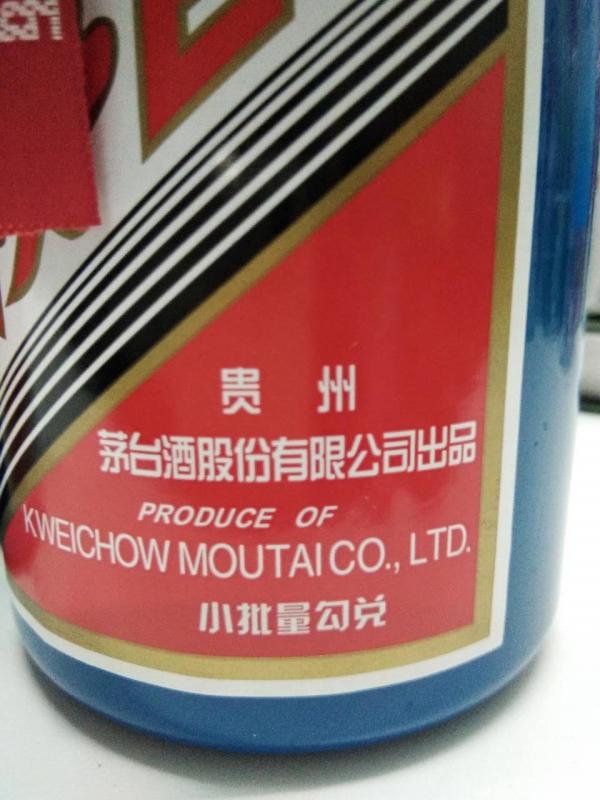 贵 州
茅台酒股份有限公司出品
PRODUCE OF
KWEICHOW MOUTAI CO., LTD.
小批量勾兑